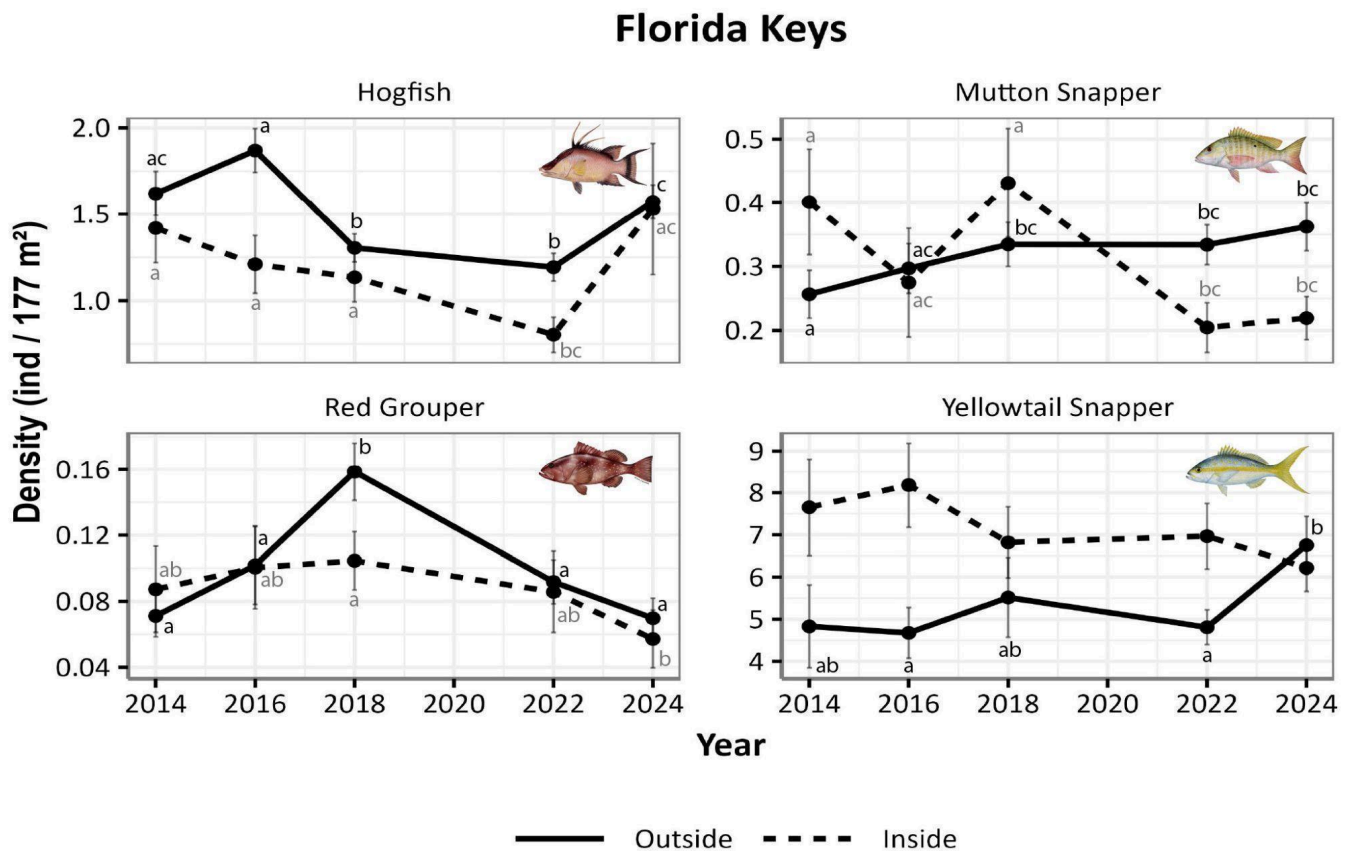 Florida Keys
Hogfish
Mutton Snapper
Density (ind / 177 m²)
2.0
1.5
1.0
ac
a
b
b
c
a
a
a
bc
ac
0.5
0.4
0.3
0.2
a
a
ac
bc
bc
bc
a
ac
bc
bc
Red Grouper
Yellowtail Snapper
0.16
0.12
0.08
0.04
b
a
ab
ab
a
a
a
ab
a
b
9
8
7
6
5
4
b
ab
a
ab
a
2014 2016 2018 2020 2022 2024
2014 2016 2018 2020 2022 2024
Year
Outside Inside